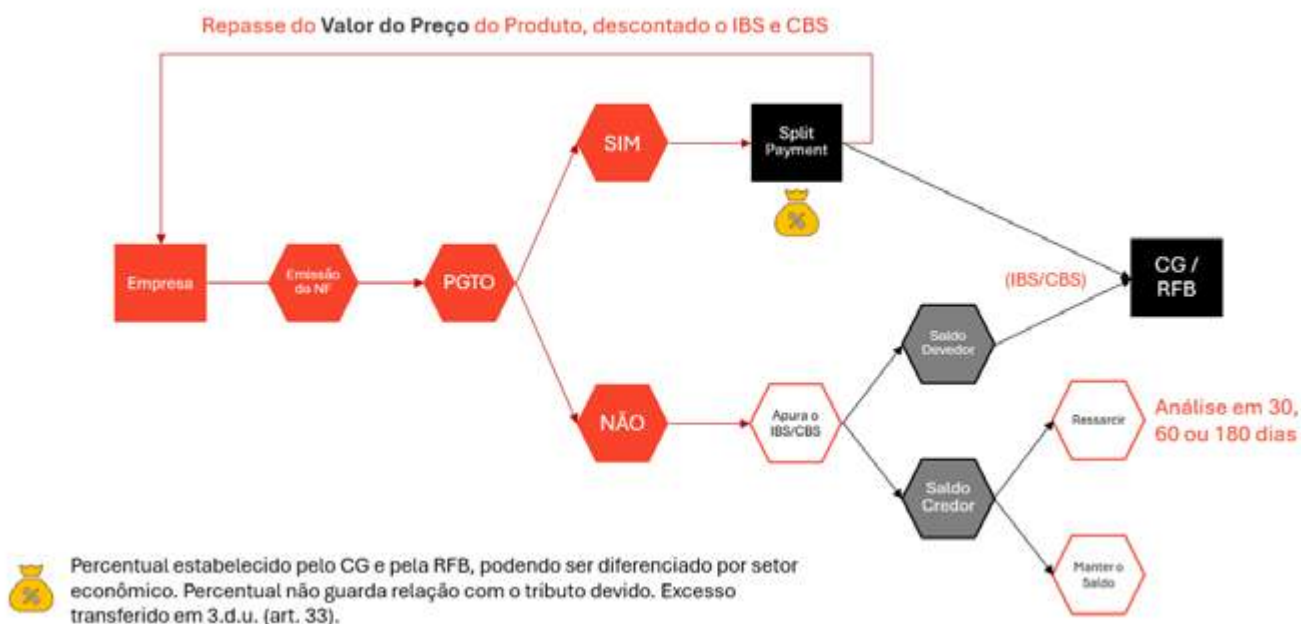 Repasse do Valor do Preço do Produto, descontado o IBS e CBS
SIM
Split
Payment
%
Empresa
Emissão
do NF
PGTO
(IBS/CBS)
CG /
RFB
Saldo
Devedor
NÃO
Apura o
IBS/CBS
Ressarcir
Análise em 30,
60 ou 180 dias
Saldo
Credor
Manter o
Saldo
%
Percentual estabelecido pelo CG e pela RFB, podendo ser diferenciado por setor
econômico. Percentual não guarda relação com o tributo devido. Excesso
transferido em 3.d.u. (art. 33).